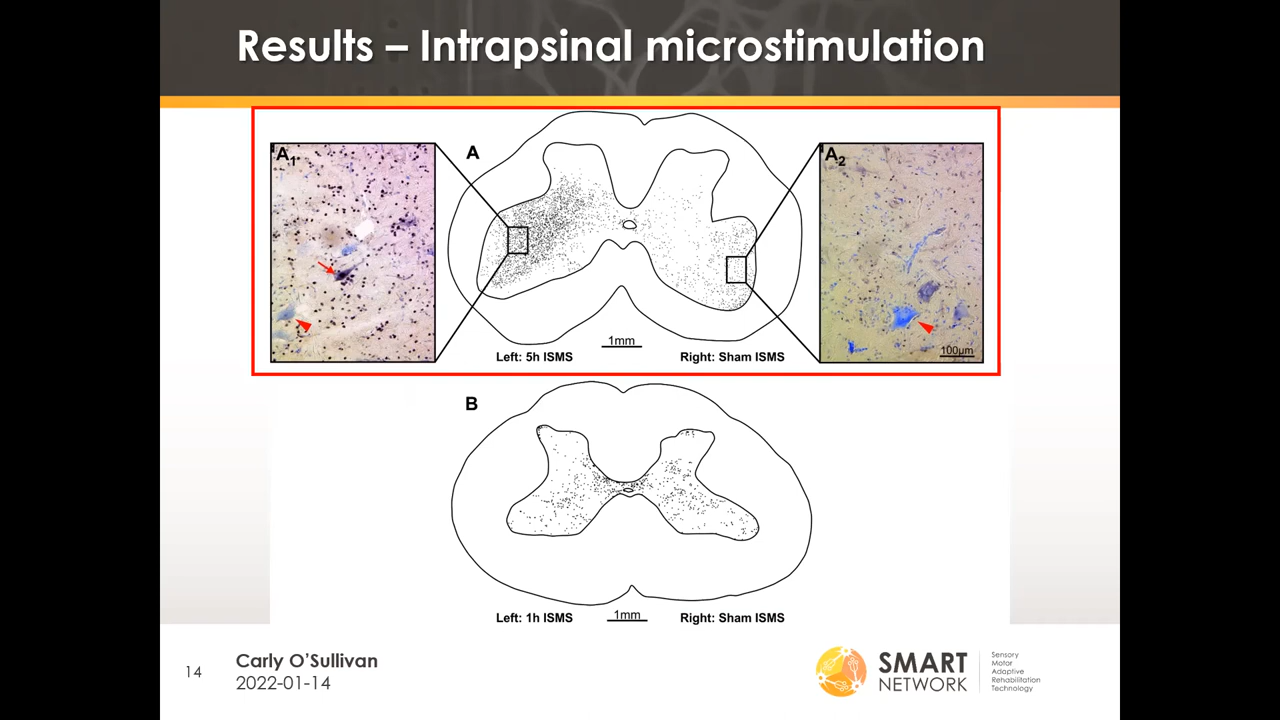 Results – Intrapsinal microstimulation
A₁
A
A₂
100µm
1mm
Left: 5h ISMS
Right: Sham ISMS
B
Left: 1h ISMS
1mm
Right: Sham ISMS
14
Carly O'Sullivan
2022-01-14
SMART
NETWORK
Sensory
Motor
Adaptive
Rehabilitation
Technology